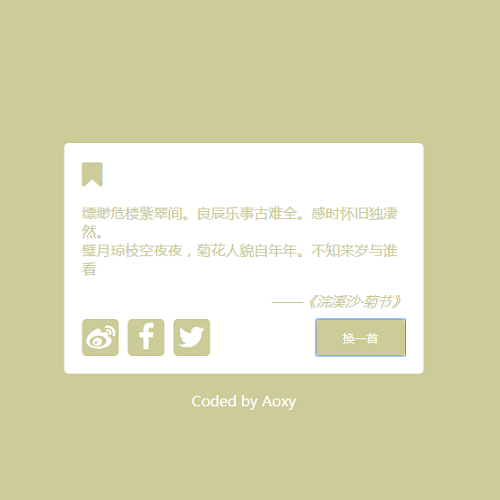 缥缈危楼紫翠间。良辰乐事古难全。感时怀旧独凄
然。
璧月琼枝空夜夜，菊花人貌自年年。不知来岁与谁
看
——《浣溪沙·菊节》
换一首
Coded by Aoxy